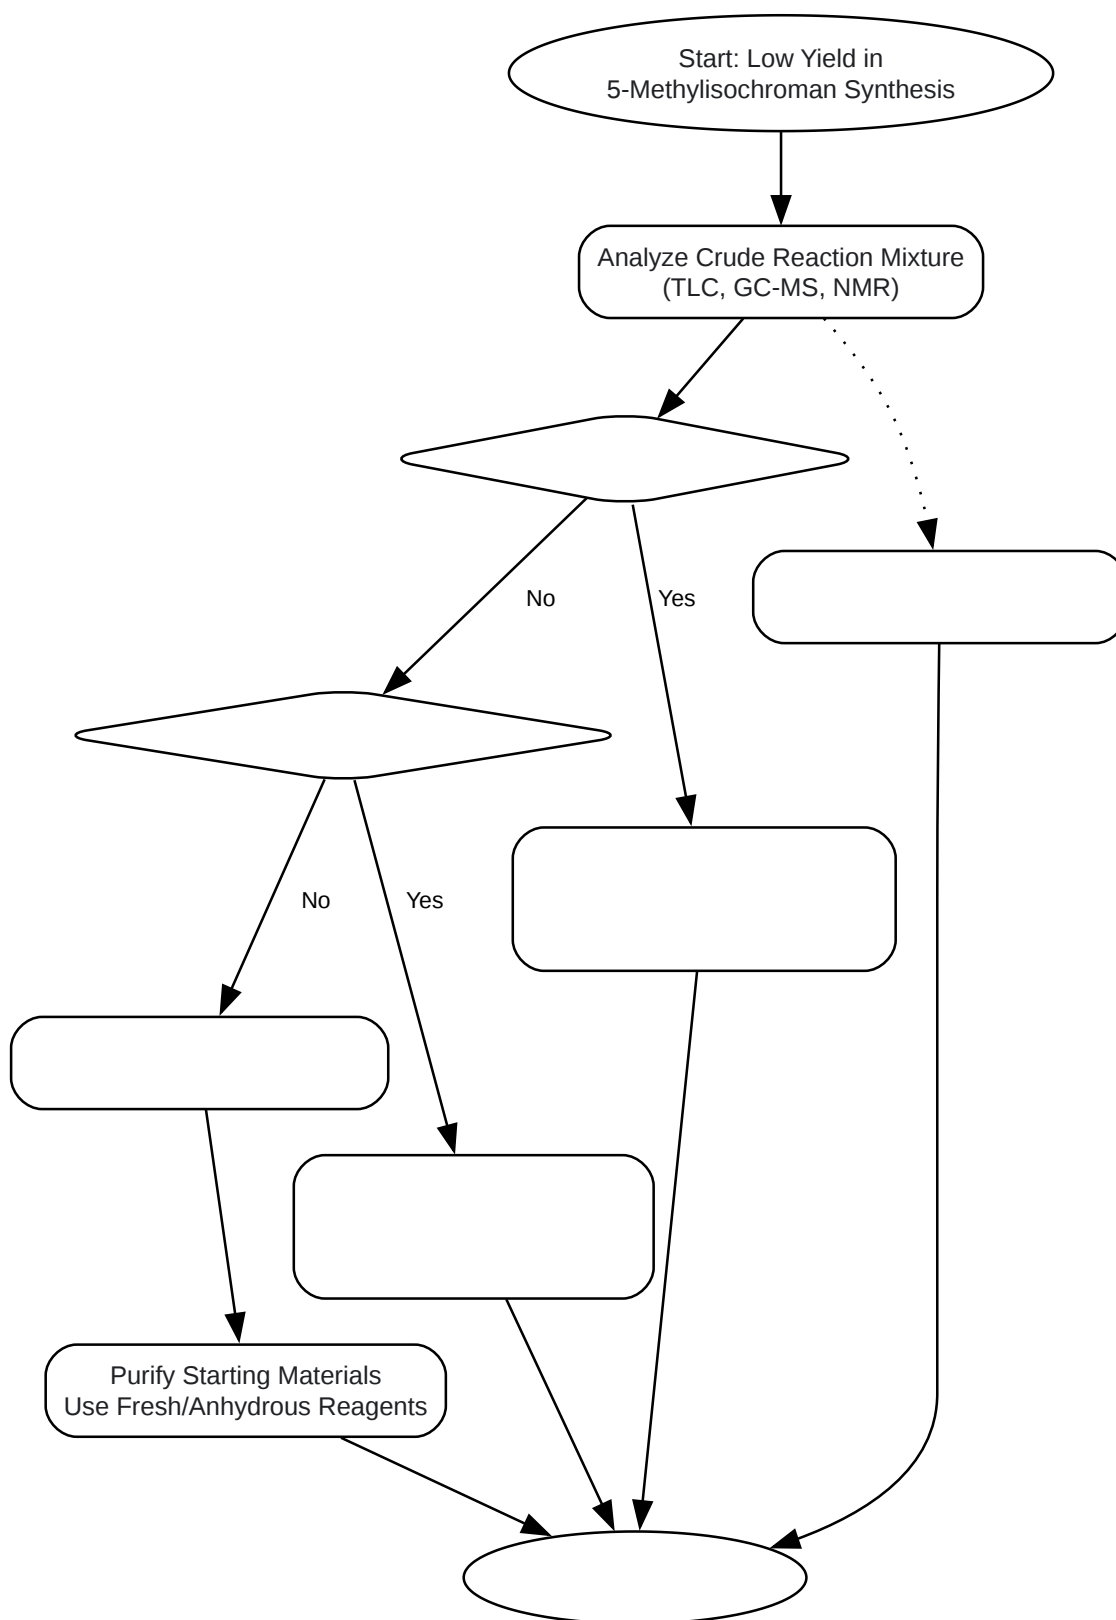 Start: Low Yield in
5-Methylisochroman Synthesis
Analyze Crude Reaction Mixture
(TLC, GC-MS, NMR)
No
Yes
No
Yes
Purify Starting Materials
Use Fresh/Anhydrous Reagents